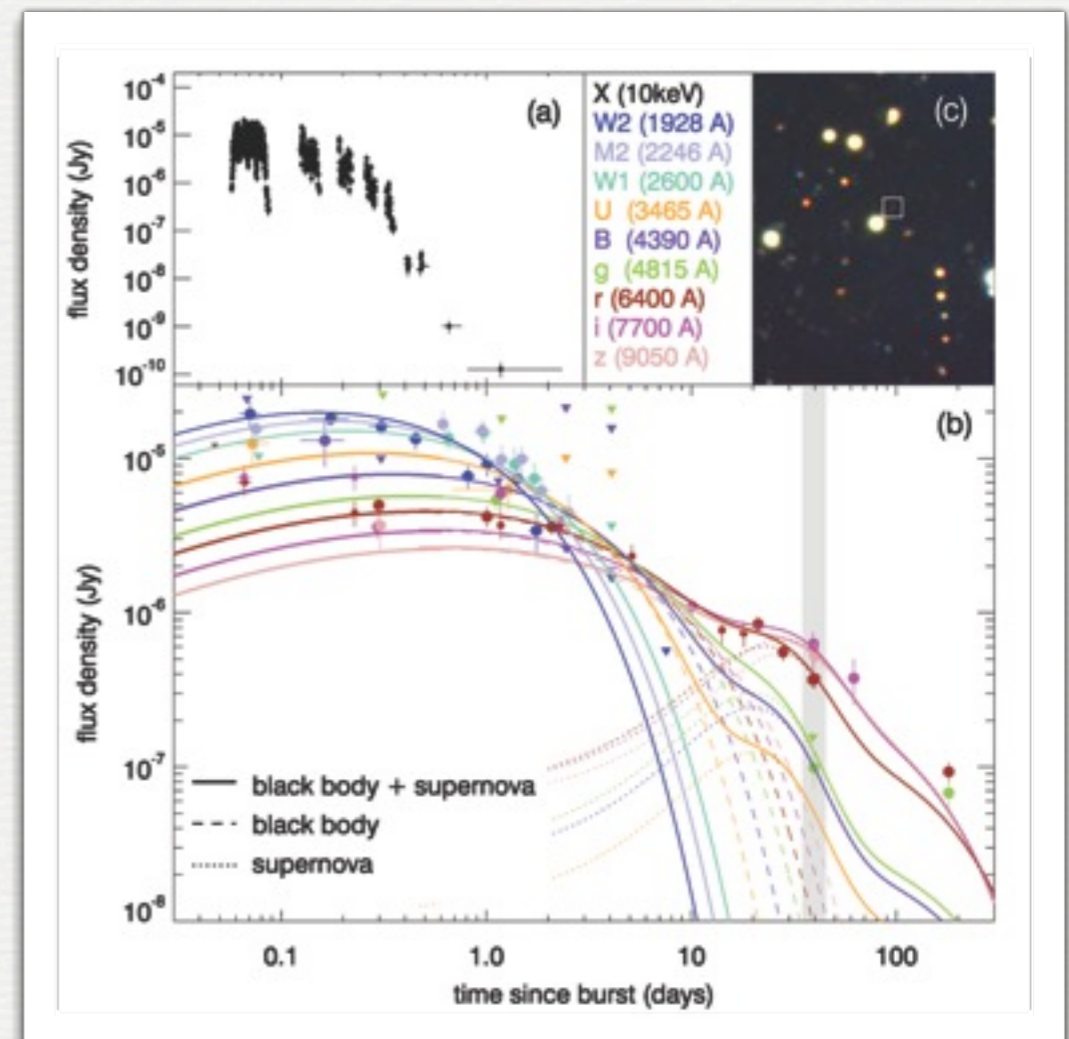 (a)
(c)
X (10keV)
W2 (1928 A)
M2 (2246 A)
W1 (2600 A)
U (3465 A)
B (4390 A)
g (4815 A)
r (6400 A)
i (7700 A)
z (9050 A)
flux density (Jy)
10-4
10-5
10-6
10-7
10-8
10-9
10-10
(b)
flux density (Jy)
10-5
10-6
10-7
10-8
black body + supernova
black body
supernova
0.1 1.0 10 100
time since burst (days)